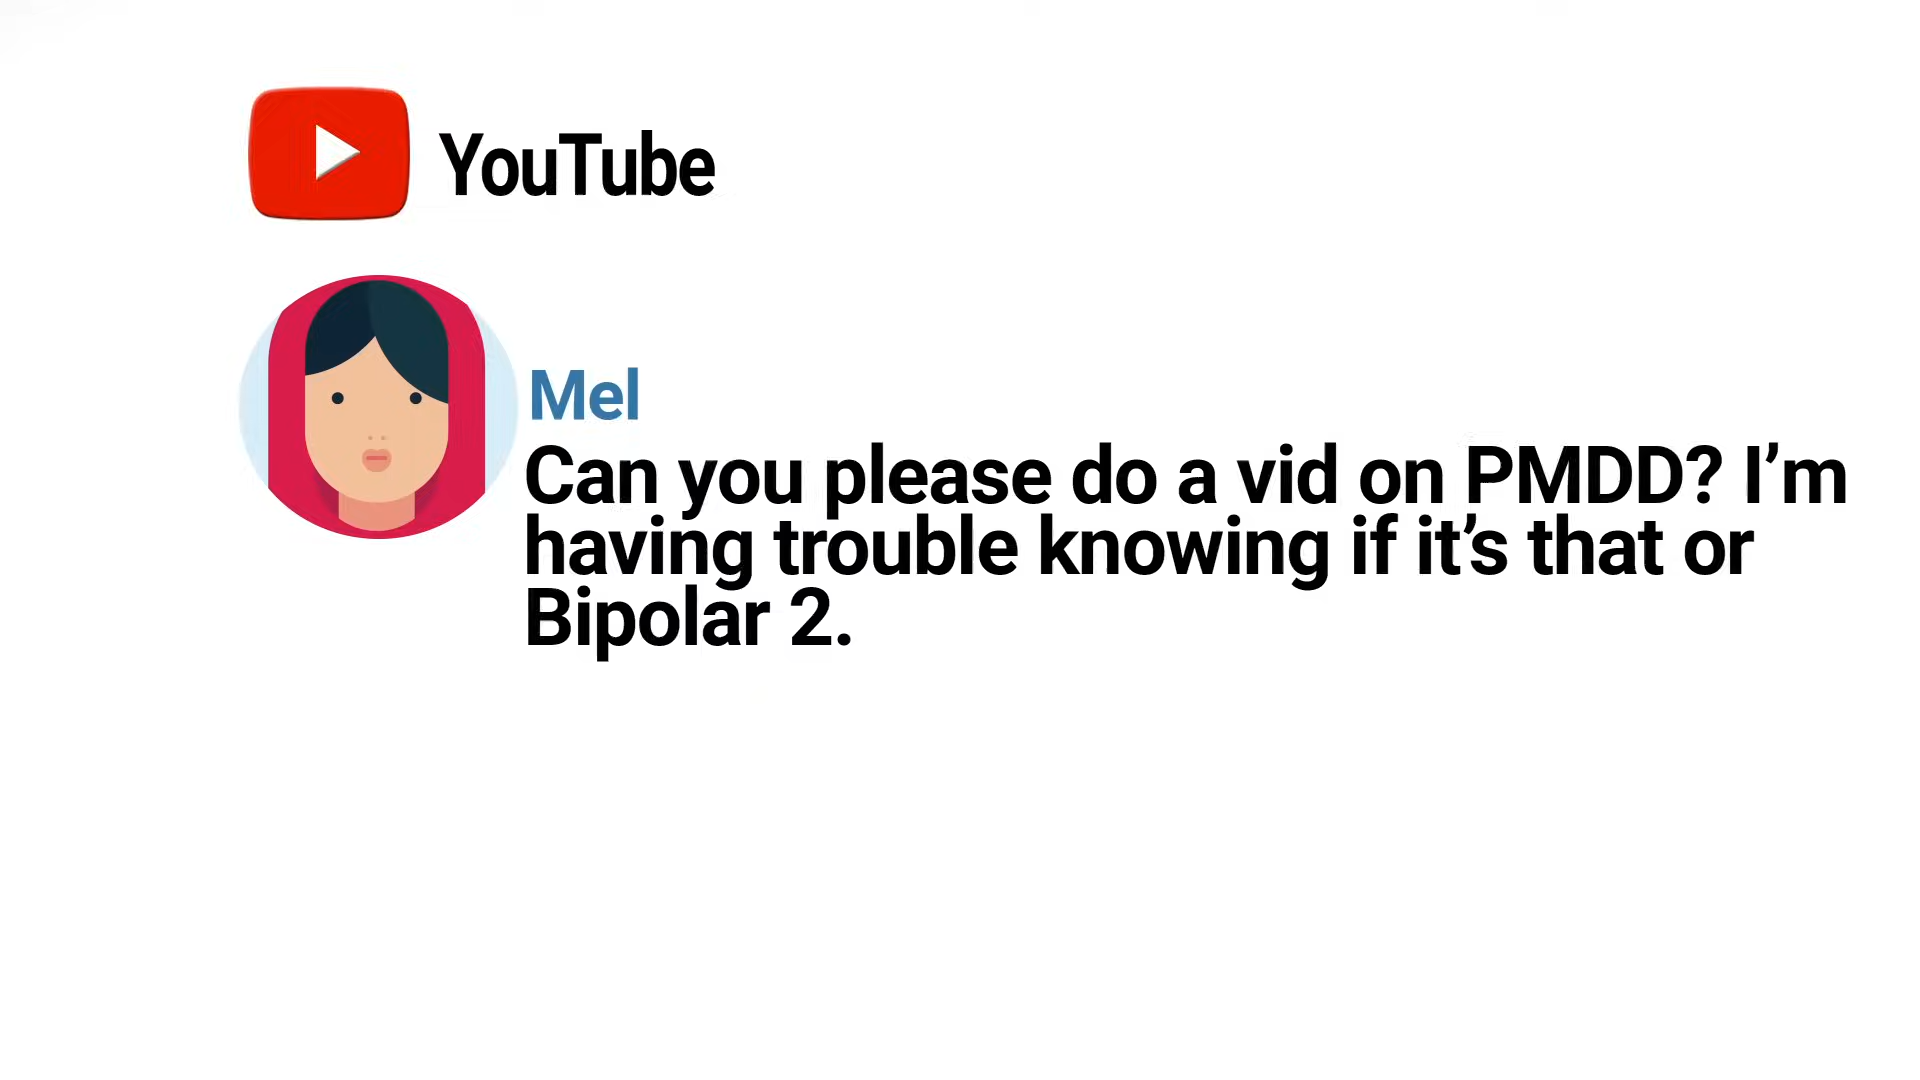 YouTube
Mel
Can you please do a vid on PMDD? I’m
having trouble knowing if it’s that or
Bipolar 2.